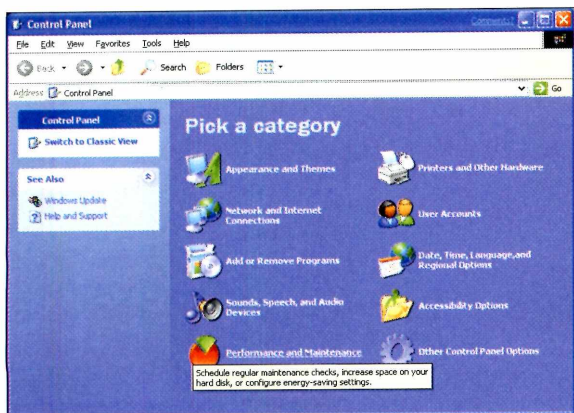 Control Panel
Comments?
File Edit View Favorites Tools Help
Back Search Folders
Address Control Panel Go
Control Panel
Switch to Classic View
See Also
Windows Update
Help and Support
Pick a category
Appearance and Themes
Printers and Other Hardware
Network and Internet
Connections
User Accounts
Add or Remove Programs
Date, Time, Language,and
Regional Options
Sounds, Speech, and Audio
Devices
Accessibility Options
Performance and Maintenance
Other Control Panel Options
Schedule regular maintenance checks, increase space on your
hard disk, or configure energy-saving settings.